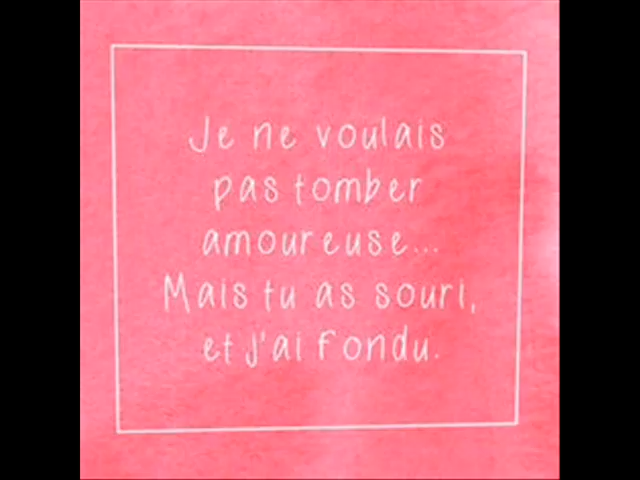 Je ne voulais
pas tomber
amoureuse...
Mais tu as souri,
et j'ai fondu.